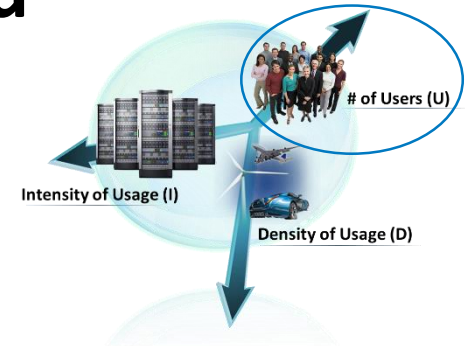 # of Users (U)
Intensity of Usage (I)
Density of Usage (D)